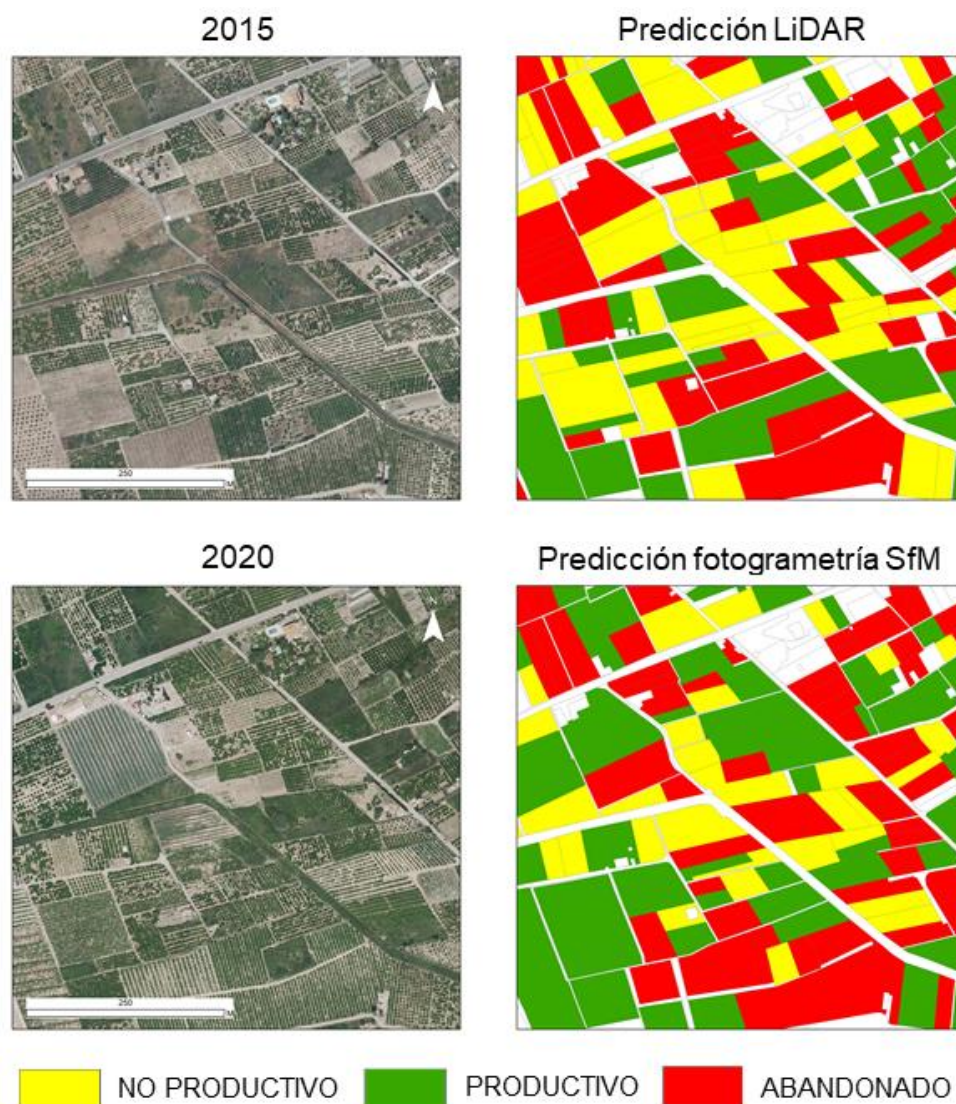 2015
Predicción LiDAR
250
M
2020
Predicción fotogrametría SfM
250
M
NO PRODUCTIVO
PRODUCTIVO
ABANDONADO